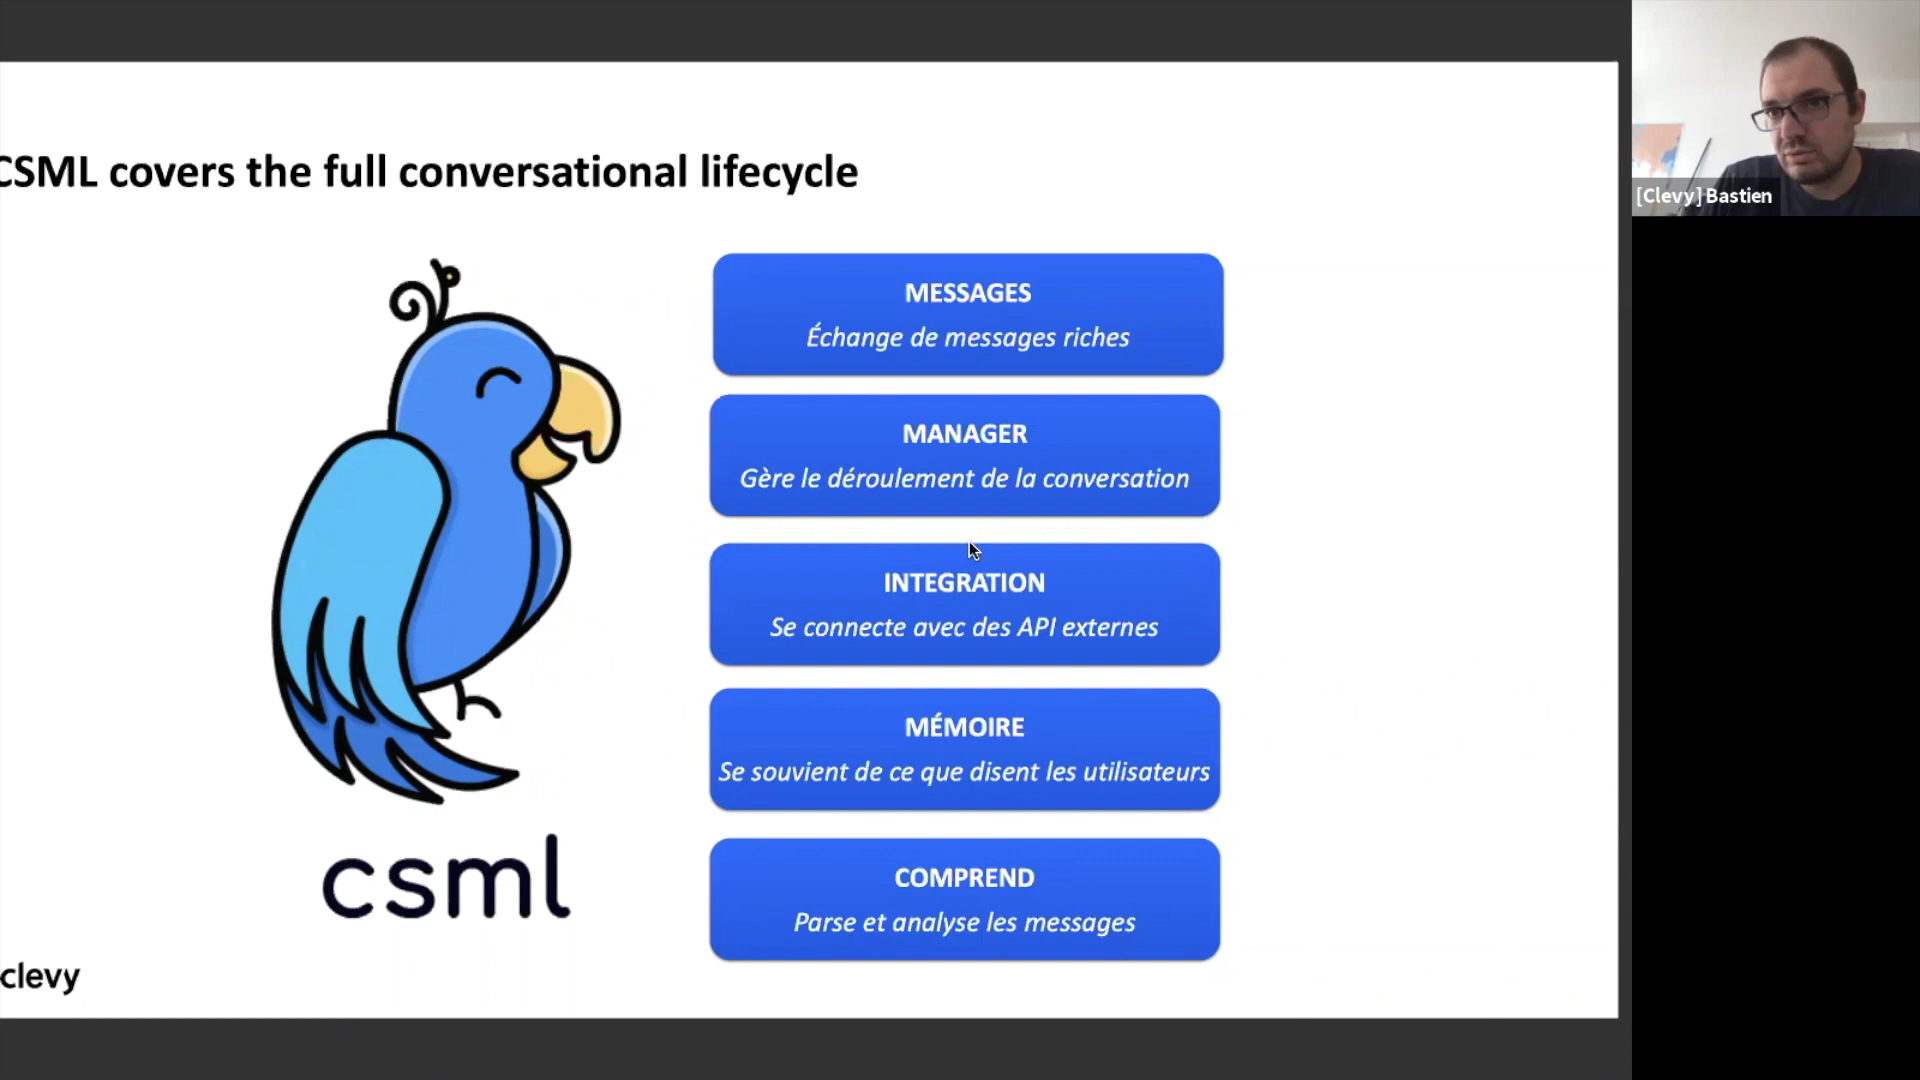 CSML covers the full conversational lifecycle
[Clevy] Bastien
MESSAGES
Échange de messages riches
MANAGER
Gère le déroulement de la conversation
INTEGRATION
Se connecte avec des API externes
MÉMOIRE
Se souvient de ce que disent les utilisateurs
COMPREND
Parse et analyse les messages
csml
clevy